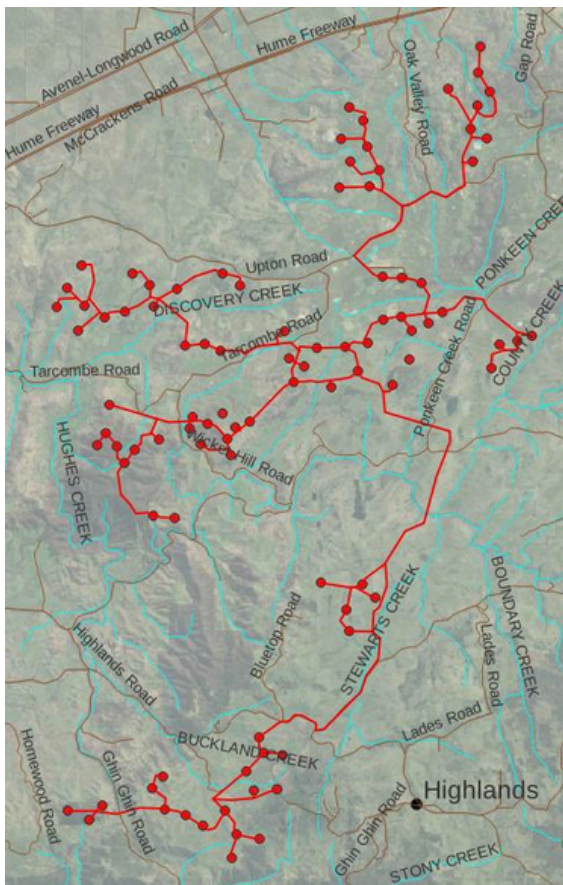 Avenel-Longwood Road
Hume Freeway
Oak Valley Road
Gap Road
Hume Freeway
McCrackens Road
PONKEEN CREE
Upton Road
DISCOVERY CREEK
Tarcombe Road
Ponkeen Creek Road
COUNTY CREEK
Tarcombe Road
HUGHES CREEK
Wickets Hill Road
BOUNDARY CREEK
Bluetop Road
STEWARTS CREEK
Lades Road
Highlands Road
Lades Road
BUCKLAND CREEK
Homewood Road
Ghin Ghin Road
Ghin Ghin Road
Highlands
STONY CREEK